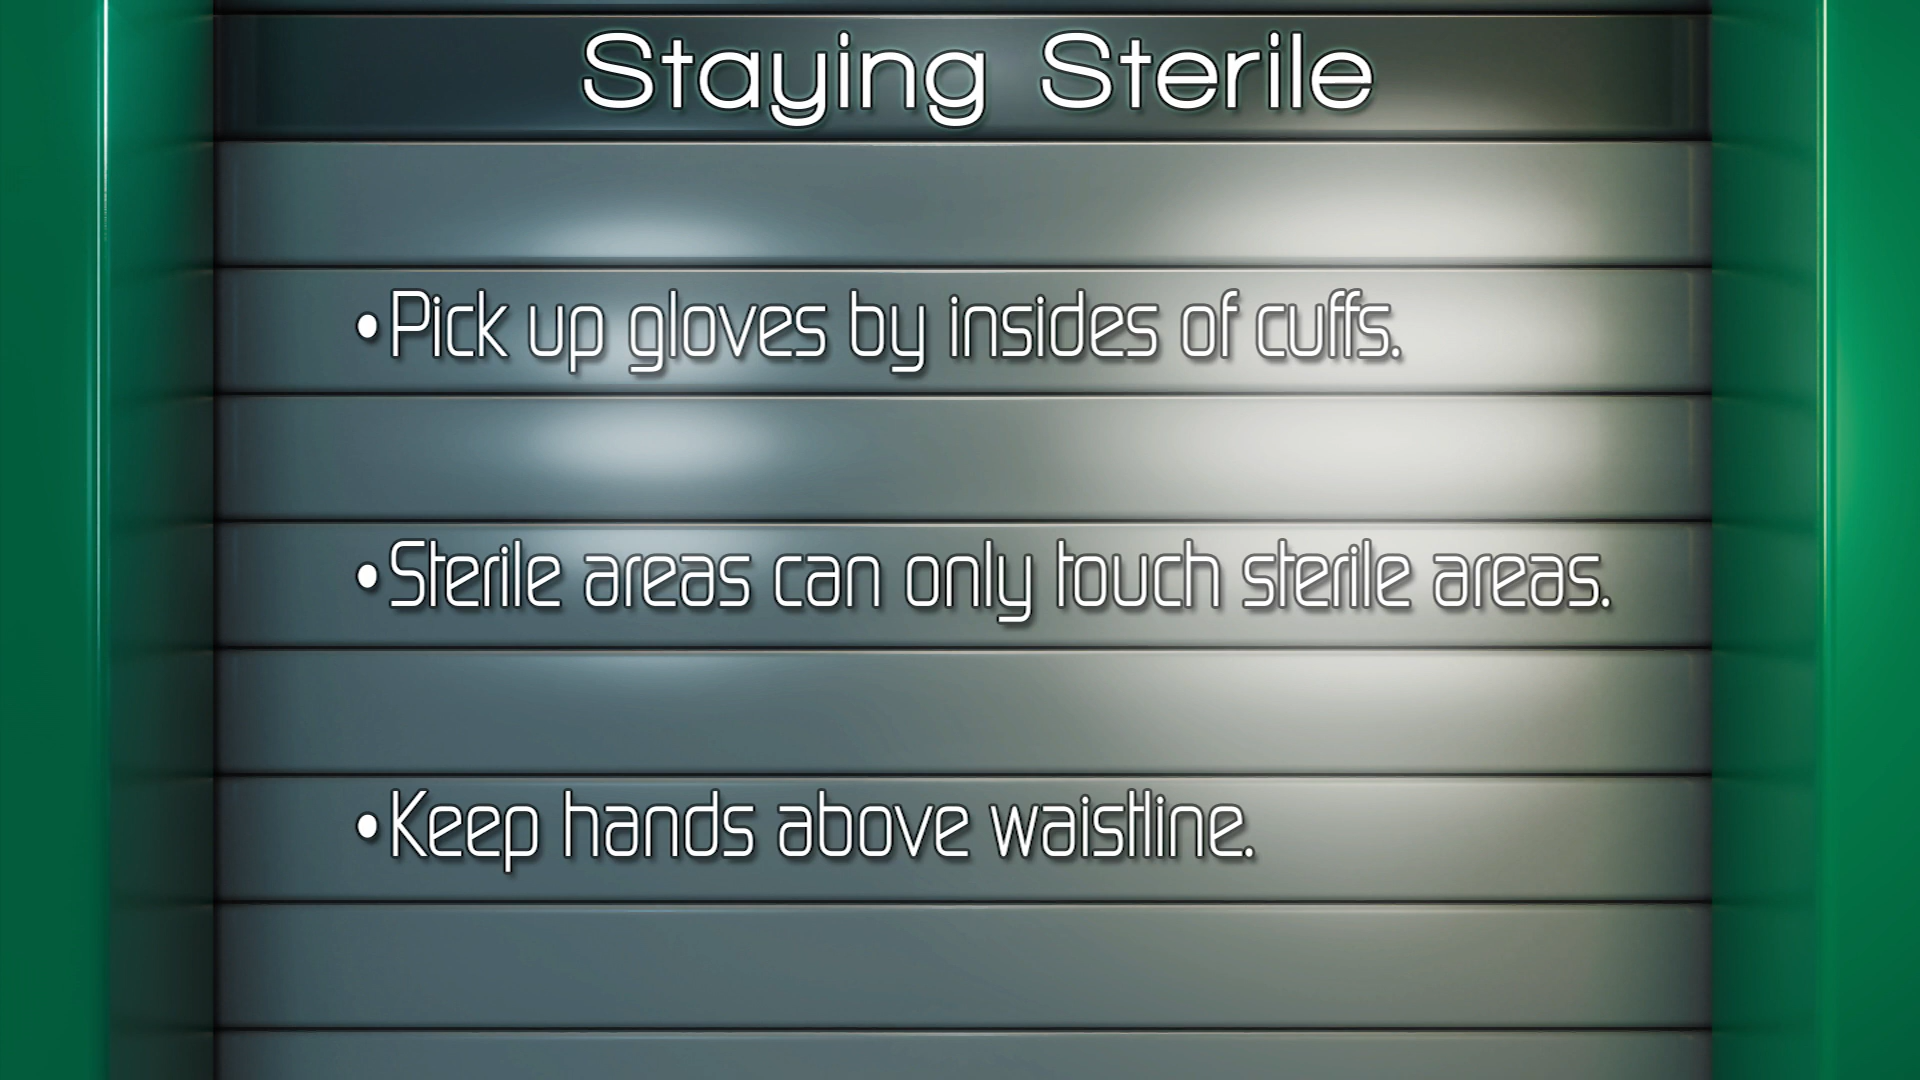 Staying Sterile
•Pick up gloves by insides of cuffs.
•Sterile areas can only touch sterile areas.
•Keep hands above waistline.